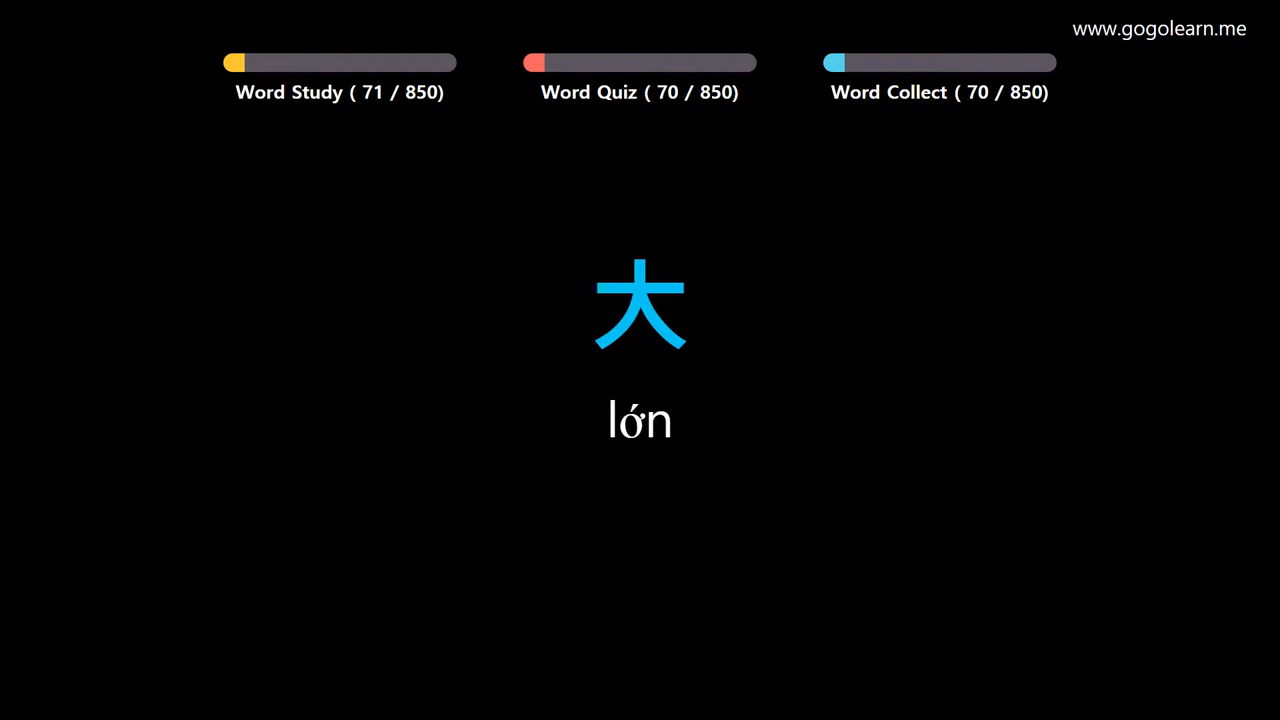 www.gogolearn.me
Word Study ( 71 / 850)
Word Quiz ( 70 / 850)
Word Collect ( 70 / 850)
大
lớn